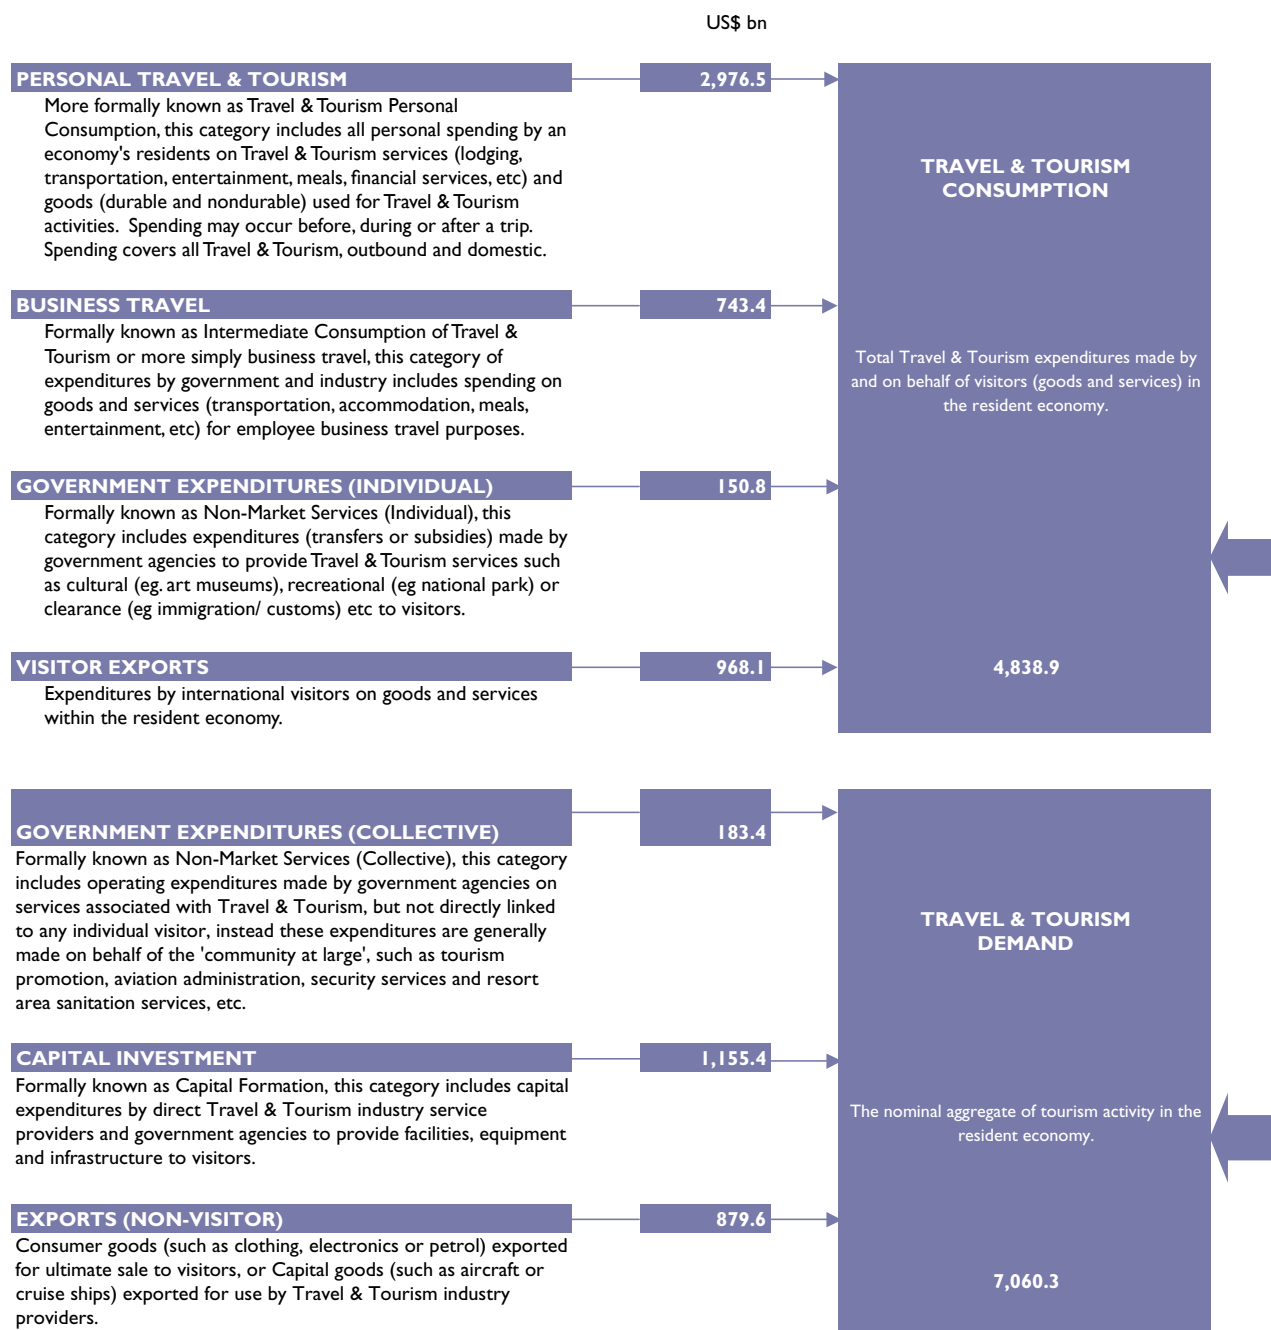 US$ bn
PERSONAL TRAVEL & TOURISM
2,976.5
More formally known as Travel & Tourism Personal
Consumption, this category includes all personal spending by an
economy's residents on Travel & Tourism services (lodging,
transportation, entertainment, meals, financial services, etc) and
goods (durable and nondurable) used for Travel & Tourism
activities. Spending may occur before, during or after a trip.
Spending covers all Travel & Tourism, outbound and domestic.
BUSINESS TRAVEL
743.4
Formally known as Intermediate Consumption of Travel &
Tourism or more simply business travel, this category of
expenditures by government and industry includes spending on
goods and services (transportation, accommodation, meals,
entertainment, etc) for employee business travel purposes.
GOVERNMENT EXPENDITURES (INDIVIDUAL)
150.8
Formally known as Non-Market Services (Individual), this
category includes expenditures (transfers or subsidies) made by
government agencies to provide Travel & Tourism services such
as cultural (eg. art museums), recreational (eg national park) or
clearance (eg immigration/ customs) etc to visitors.
VISITOR EXPORTS
968.1
Expenditures by international visitors on goods and services
within the resident economy.
TRAVEL & TOURISM
CONSUMPTION
Total Travel & Tourism expenditures made by
and on behalf of visitors (goods and services) in
the resident economy.
4,838.9
GOVERNMENT EXPENDITURES (COLLECTIVE)
183.4
Formally known as Non-Market Services (Collective), this category
includes operating expenditures made by government agencies on
services associated with Travel & Tourism, but not directly linked
to any individual visitor, instead these expenditures are generally
made on behalf of the 'community at large', such as tourism
promotion, aviation administration, security services and resort
area sanitation services, etc.
CAPITAL INVESTMENT
1,155.4
Formally known as Capital Formation, this category includes capital
expenditures by direct Travel & Tourism industry service
providers and government agencies to provide facilities, equipment
and infrastructure to visitors.
EXPORTS (NON-VISITOR)
879.6
Consumer goods (such as clothing, electronics or petrol) exported
for ultimate sale to visitors, or Capital goods (such as aircraft or
cruise ships) exported for use by Travel & Tourism industry
providers.
TRAVEL & TOURISM
DEMAND
The nominal aggregate of tourism activity in the
resident economy.
7,060.3